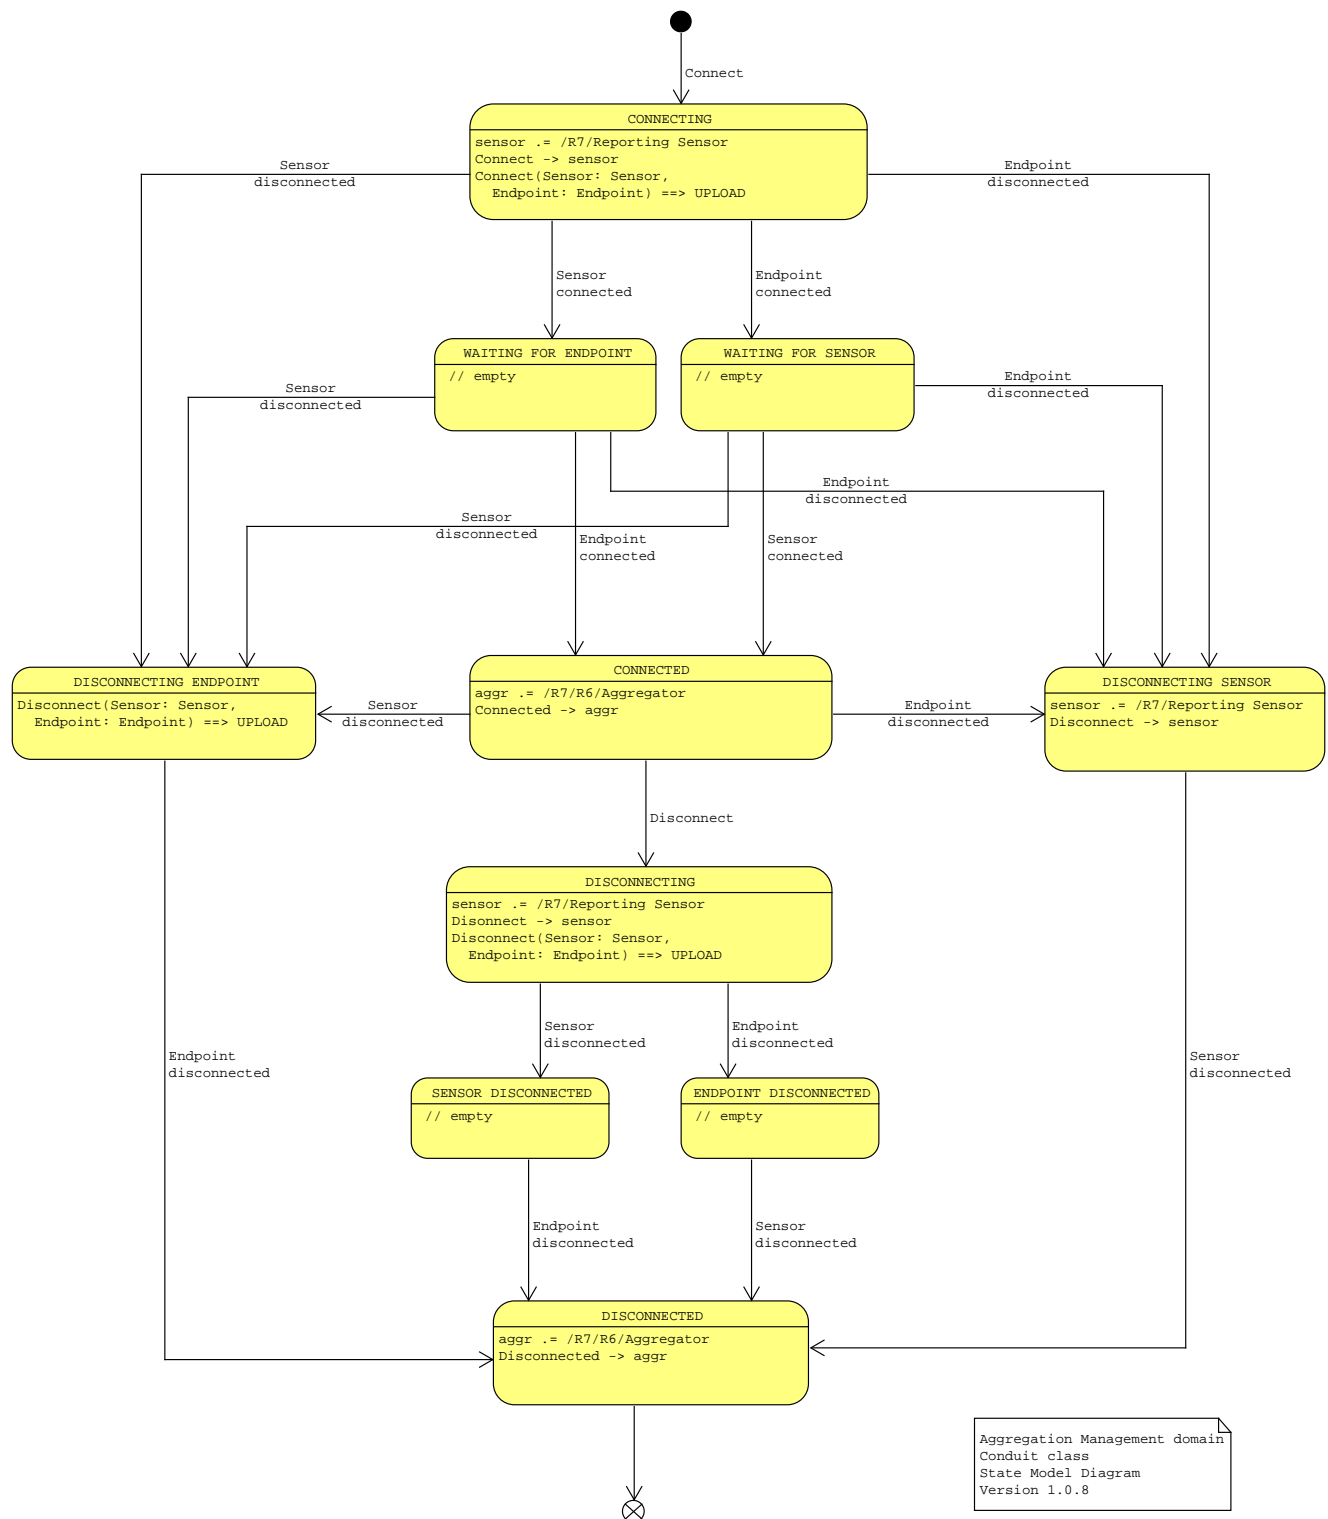 Connect
CONNECTING
sensor .= /R7/Reporting Sensor
Connect -> sensor
Connect(Sensor: Sensor,
Endpoint: Endpoint) ==> UPLOAD
Sensor
disconnected
Endpoint
disconnected
Sensor
connected
Endpoint
connected
WAITING FOR ENDPOINT
// empty
WAITING FOR SENSOR
// empty
Sensor
disconnected
Endpoint
disconnected
Endpoint
disconnected
Sensor
disconnected
Endpoint
connected
Sensor
connected
DISCONNECTING ENDPOINT
Disconnect(Sensor: Sensor,
Endpoint: Endpoint) ==> UPLOAD
Sensor
disconnected
CONNECTED
aggr .= /R7/R6/Aggregator
Connected -> aggr
Endpoint
disconnected
DISCONNECTING SENSOR
sensor .= /R7/Reporting Sensor
Disconnect -> sensor
Disconnect
DISCONNECTING
sensor .= /R7/Reporting Sensor
Disonnect -> sensor
Disconnect(Sensor: Sensor,
Endpoint: Endpoint) ==> UPLOAD
Sensor
disconnected
Endpoint
disconnected
Endpoint
disconnected
Sensor
disconnected
SENSOR DISCONNECTED
// empty
ENDPOINT DISCONNECTED
// empty
Endpoint
disconnected
Sensor
disconnected
DISCONNECTED
aggr .= /R7/R6/Aggregator
Disconnected -> aggr
Aggregation Management domain
Conduit class
State Model Diagram
Version 1.0.8